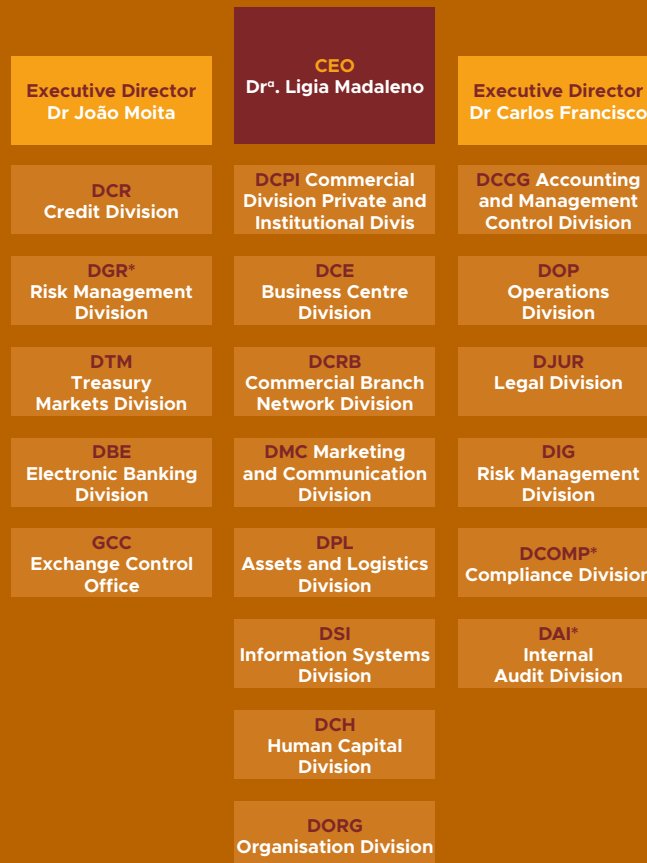 CEO
Drª. Ligia Madaleno
Executive Director
Dr João Moita
Executive Director
Dr Carlos Francisco
DCR
Credit Division
DGR*
Risk Management
Division
DTM
Treasury
Markets Division
DBE
Electronic Banking
Division
GCC
Exchange Control
Office
DCPI Commercial
Division Private and
Institutional Divis
DCE
Business Centre
Division
DCRB
Commercial Branch
Network Division
DMC Marketing
and Communication
Division
DPL
Assets and Logistics
Division
DSI
Information Systems
Division
DCH
Human Capital
Division
DORG
Organisation Division
DCCG Accounting
and Management
Control Division
DOP
Operations
Division
DJUR
Legal Division
DIG
Risk Management
Division
DCOMP*
Compliance Division
DAI*
Internal
Audit Division